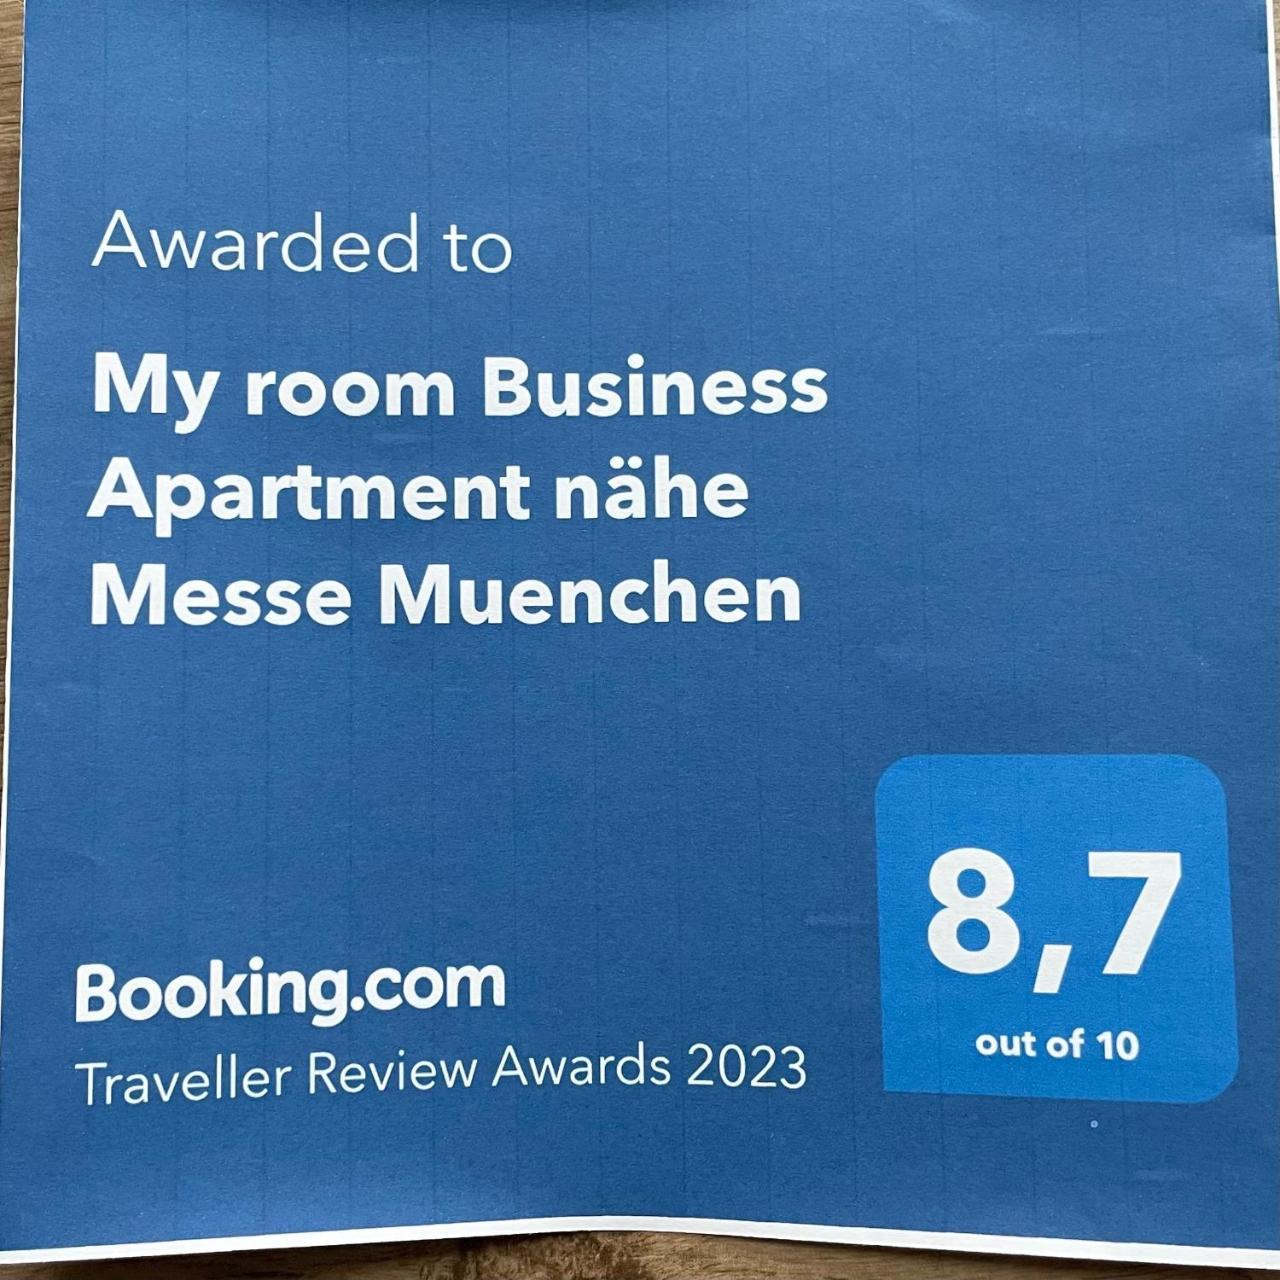 Awarded to
My room Business
Apartment nähe
Messe Muenchen
8,7
out of 10
Booking.com
Traveller Review Awards 2023